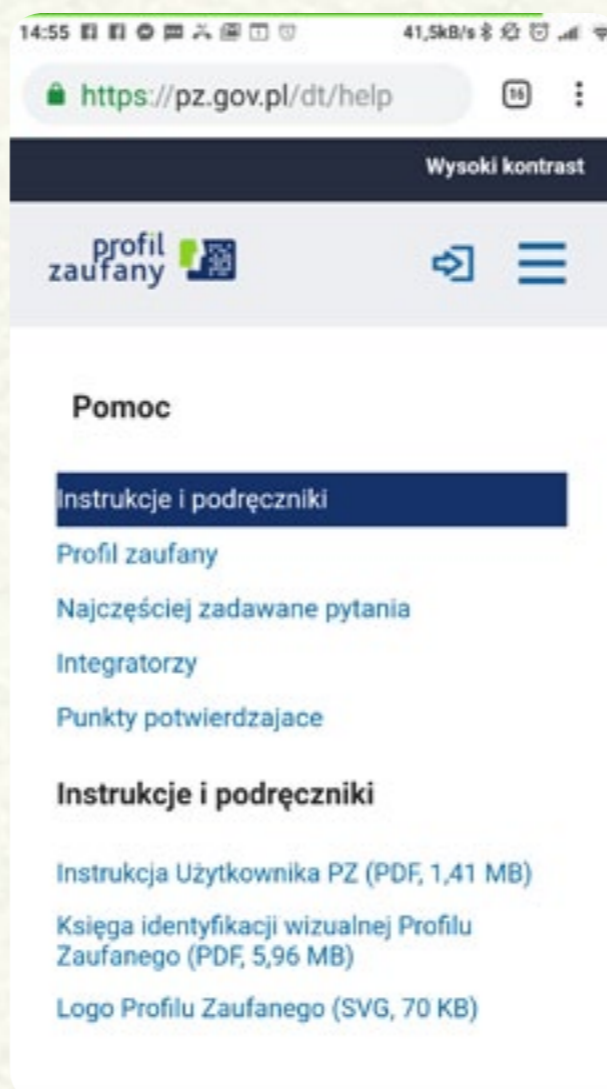 14:55
41,5kB/s
https://pz.gov.pl/dt/help
16
Wysoki kontrast
profil
zaufany
Pomoc
Instrukcje i podręczniki
Profil zaufany
Najczęściej zadawane pytania
Integratorzy
Punkty potwierdzajace
Instrukcje i podręczniki
Instrukcja Użytkownika PZ (PDF, 1,41 MB)
Księga identyfikacji wizualnej Profilu
Zaufanego (PDF, 5,96 MB)
Logo Profilu Zaufanego (SVG, 70 KB)